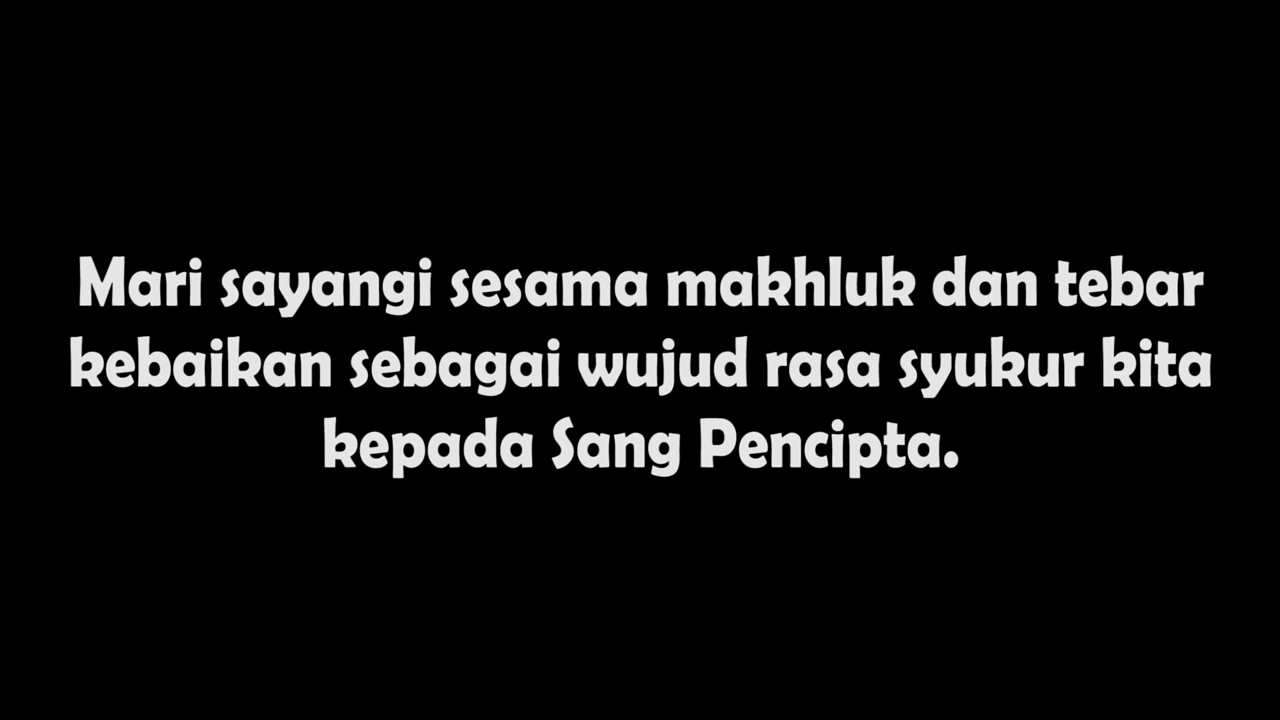 Mari sayangi sesama makhluk dan tebar
kebaikan sebagai wujud rasa syukur kita
kepada Sang Pencipta.